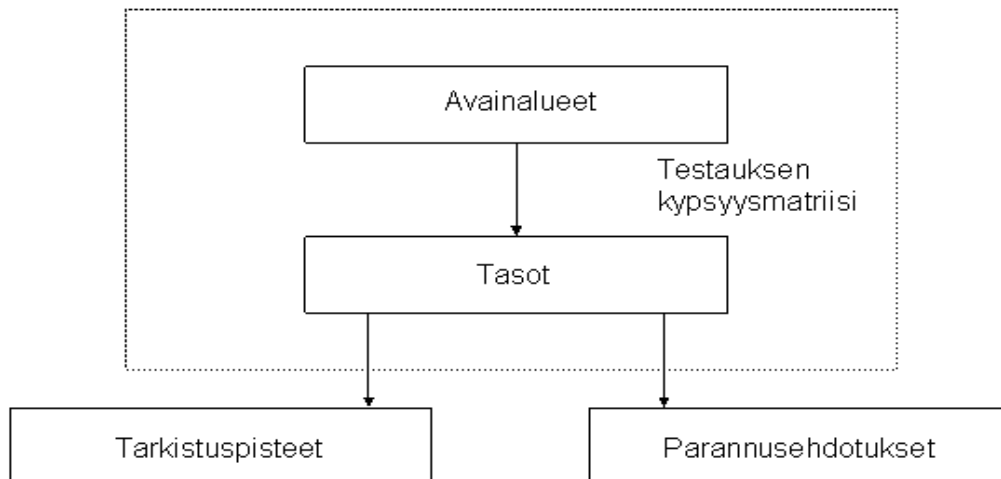 Avainalueet
Testauksen
kypsyysmatriisi
Tasot
Tarkistuspisteet
Parannusehdotukset